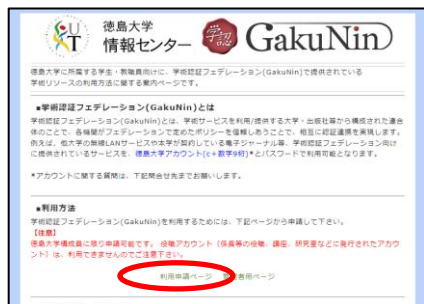 徳島大学
情報センター
学認
GakuNin
徳島大学に所属する学生・教職員向けに、学術認証フェデレーション(GakuNin)で提供されている
学術リソースの利用方法に関する案内ページです。
■学術認証フェデレーション(GakuNin)とは
学術認証フェデレーション(GakuNin)とは、学術サービスを利用/提供する大学・出版社等から構成された連合
体のことで、各機関がフェデレーションで定めたポリシーを信頼しあうことで、相互に認証連携を実現します。
例えば、他大学の無線LANサービスや本学が契約している電子ジャーナル等、学術認証フェデレーション向け
に提供されているサービスを、徳島大学アカウント(c+数字9桁)*とパスワードで利用可能となります。
*アカウントに関する質問は、下記問合せ先までお願いします。
■利用方法
学術認証フェデレーション(GakuNin)を利用するためには、下記ページから申請して下さい。
【注意】
徳島大学構成員に限り申請可能です。 役職アカウント（係長等の役職、講座、研究室などに発行されたアカウ
ント）は、利用できませんのでご注意下さい。
利用申請ページ 者用ページ